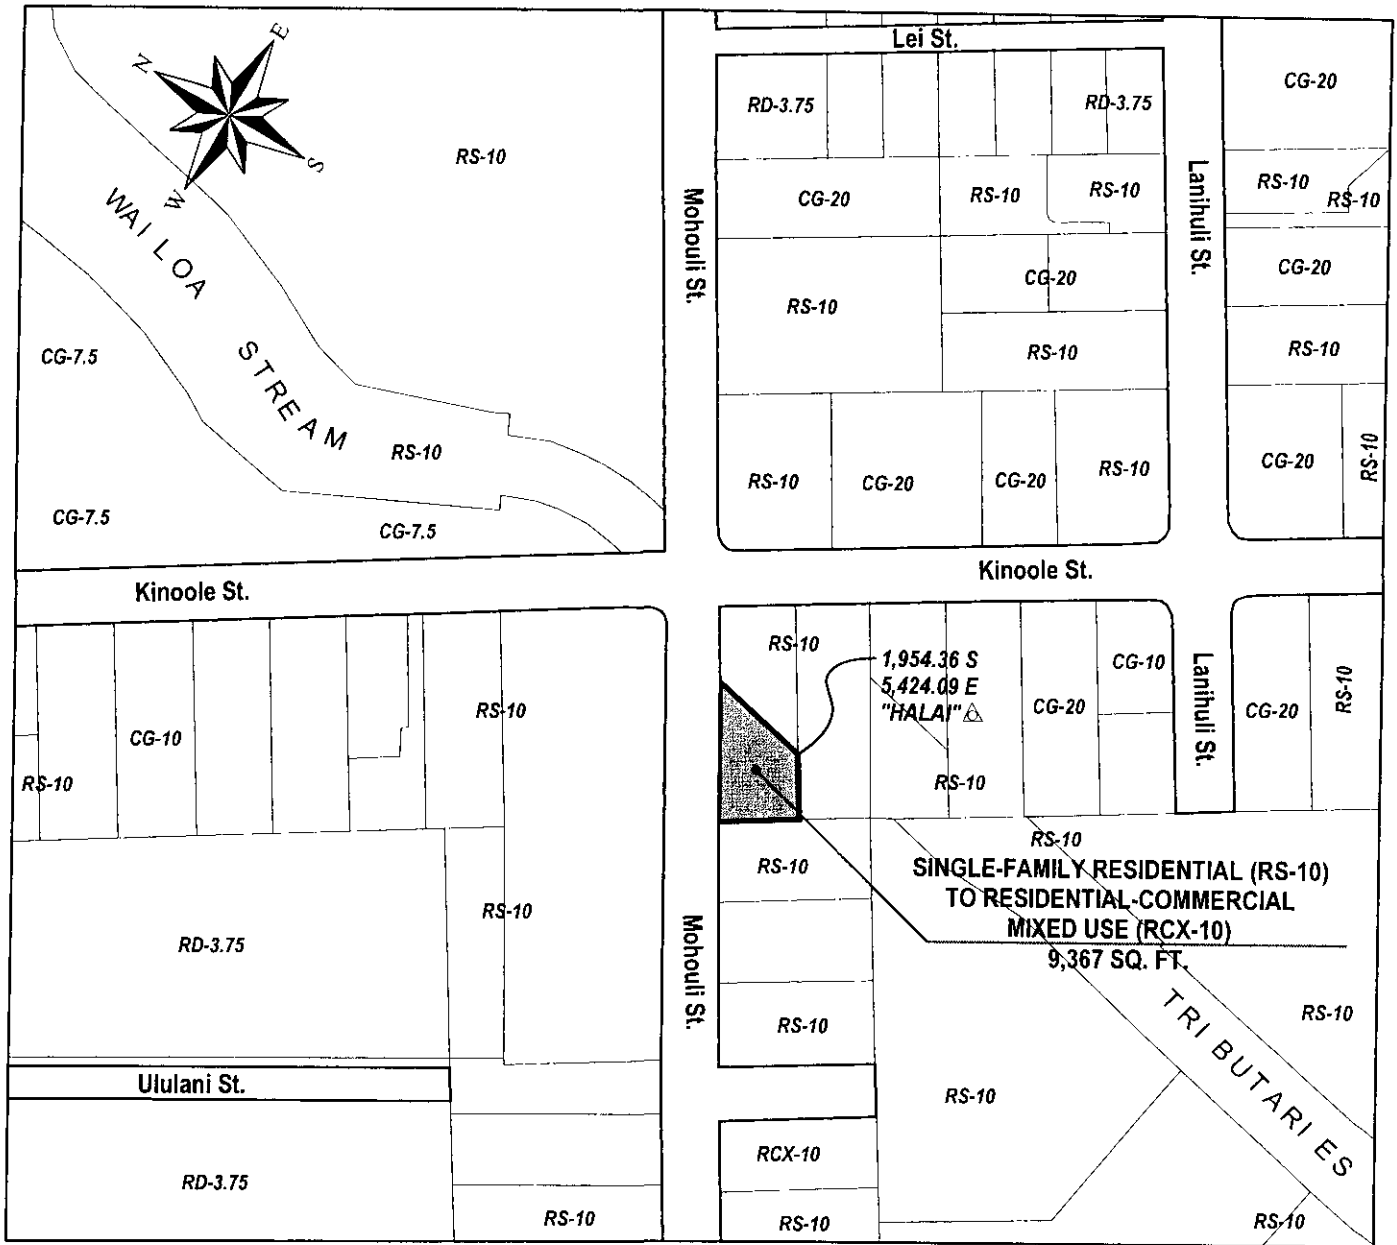 Lei St.
E
N
S
W
RS-10
RD-3.75
RD-3.75
CG-20
CG-20
RS-10
RS-10
RS-10
RS-10
WAILOA STREAM
Mohouli St.
Lanihuli St.
CG-20
CG-20
RS-10
CG-7.5
RS-10
RS-10
RS-10
RS-10
CG-20
CG-20
RS-10
CG-20
RS-10
CG-7.5
CG-7.5
Kinoole St.
Kinoole St.
RS-10
1,954.36 S
5,424.09 E
"HALAI"
CG-10
Lanihuli St.
RS-10
CG-10
RS-10
CG-20
CG-20
RS-10
RS-10
RS-10
RS-10
RS-10
SINGLE-FAMILY RESIDENTIAL (RS-10)
TO RESIDENTIAL-COMMERCIAL
MIXED USE (RCX-10)
9,367 SQ. FT.
RS-10
RD-3.75
Mohouli St.
RS-10
RS-10
TRIBUTARIES
Ululani St.
RS-10
RCX-10
RD-3.75
RS-10
RS-10
RS-10